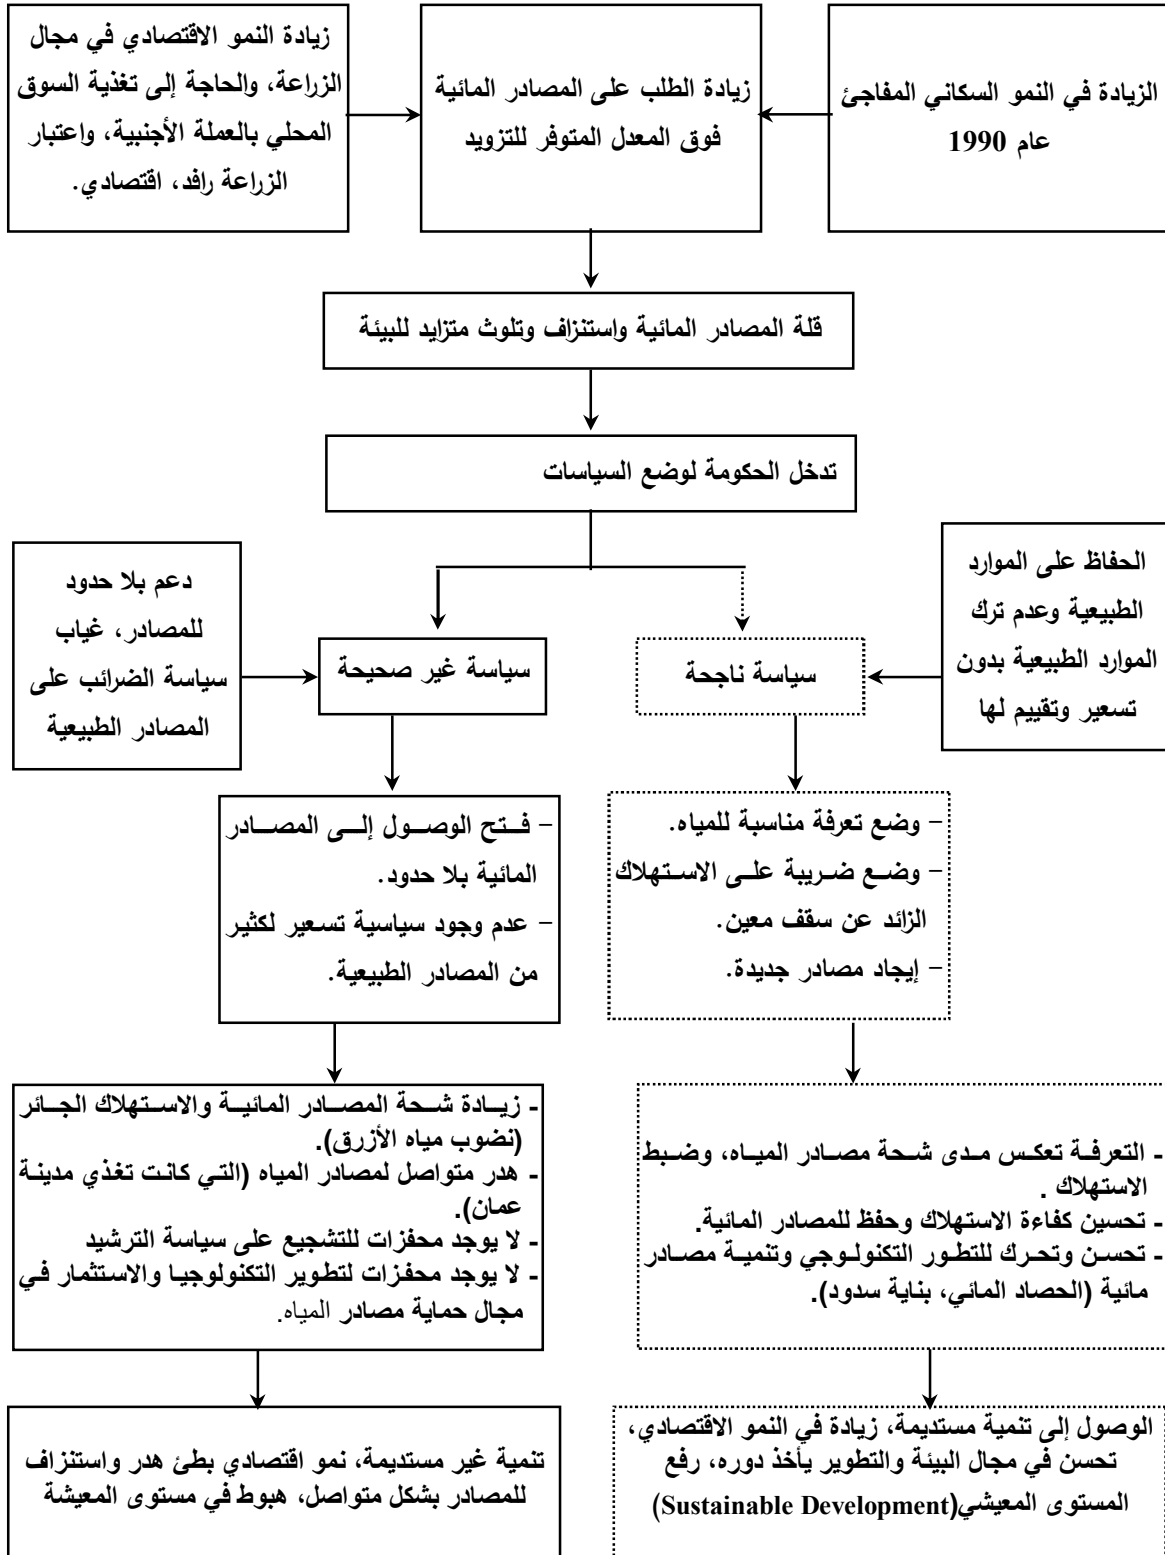 الزيادة في النمو السكاني المفاجئ
عام 1990
زيادة الطلب على المصادر المائية
فوق المعدل المتوفر للتزويد
زيادة النمو الاقتصادي في مجال
الزراعة، والحاجة إلى تغذية السوق
المحلي بالعملة الأجنبية، واعتبار
الزراعة رافد، اقتصادي.
قلة المصادر المائية واستنزاف وتلوث متزايد للبيئة
تدخل الحكومة لوضع السياسات
الحفاظ على الموارد
الطبيعية وعدم ترك
الموارد الطبيعية بدون
تسعير وتقييم لها
سياسة ناجحة
سياسة غير صحيحة
دعم بلا حدود
للمصادر، غياب
سياسة الضرائب على
المصادر الطبيعية
– وضع تعرفة مناسبة للمياه.
– وضع ضريبة على الاستهلاك
الزائد عن سقف معين.
– إيجاد مصادر جديدة.
– فتح الوصول إلى المصادر
المائية بلا حدود.
– عدم وجود سياسية تسعير لكثير
من المصادر الطبيعية.
- التعرفة تعكس مدى شحة مصادر المياه، وضبط
الاستهلاك .
- تحسين كفاءة الاستهلاك وحفظ للمصادر المائية.
- تحسن وتحرك للتطور التكنولوجي وتنمية مصادر
مائية (الحصاد المائي، بناية سدود).
- زيادة شحة المصادر المائية والاستهلاك الجائر
(نضوب مياه الأزرق).
- هدر متواصل لمصادر المياه (التي كانت تغذي مدينة
عمان).
- لا يوجد محفزات للتشجيع على سياسة الترشيد
- لا يوجد محفزات لتطوير التكنولوجيا والاستثمار في
مجال حماية مصادر المياه.
الوصول إلى تنمية مستديمة، زيادة في النمو الاقتصادي،
تحسن في مجال البيئة والتطوير يأخذ دوره، رفع
المستوى المعيشي(Sustainable Development)
تنمية غير مستديمة، نمو اقتصادي بطئ هدر واستنزاف
للمصادر بشكل متواصل، هبوط في مستوى المعيشة